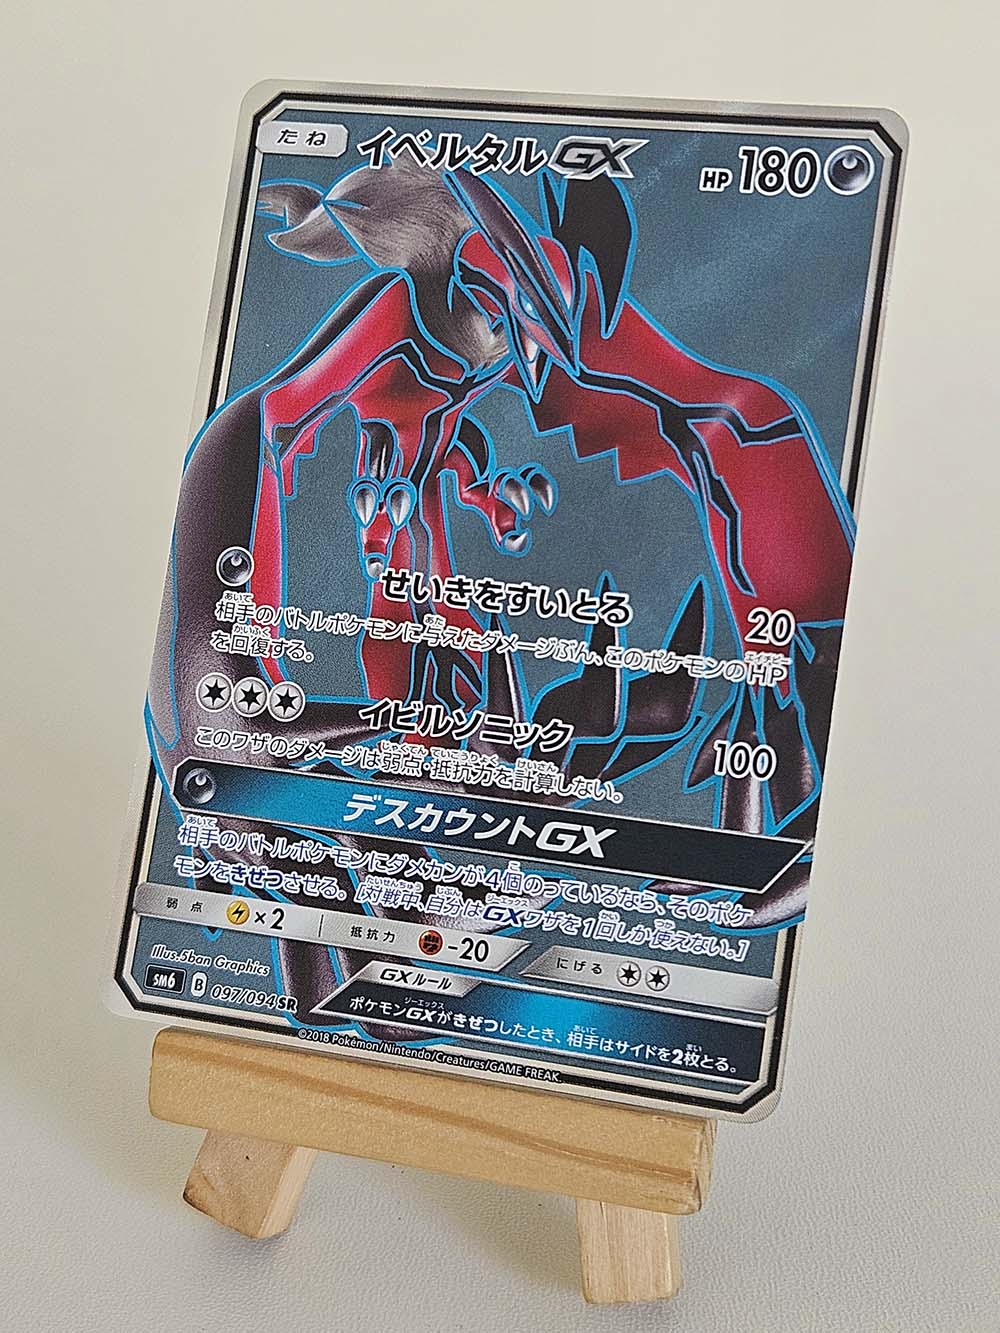 たね イベルタルGX HP 180
せいきをすいとる 20
相手のバトルポケモンに与えたダメージぶん、このポケモンのHP
を回復する。
イビルソニック 100
このワザのダメージは弱点・抵抗力を計算しない。
デスカウントGX
相手のバトルポケモンにダメカンが4個のっているなら、そのポケ
モンをきぜつさせる。[対戦中、自分はGXワザを1回しか使えない。]
弱点 ×2 抵抗力 -20 にげる
Illus.5ban Graphics
SM6 B 097/094 SR
GXルール
ポケモンGXがきぜつしたとき、相手はサイドを2枚とる。
©2018 Pokémon/Nintendo/Creatures/GAME FREAK.